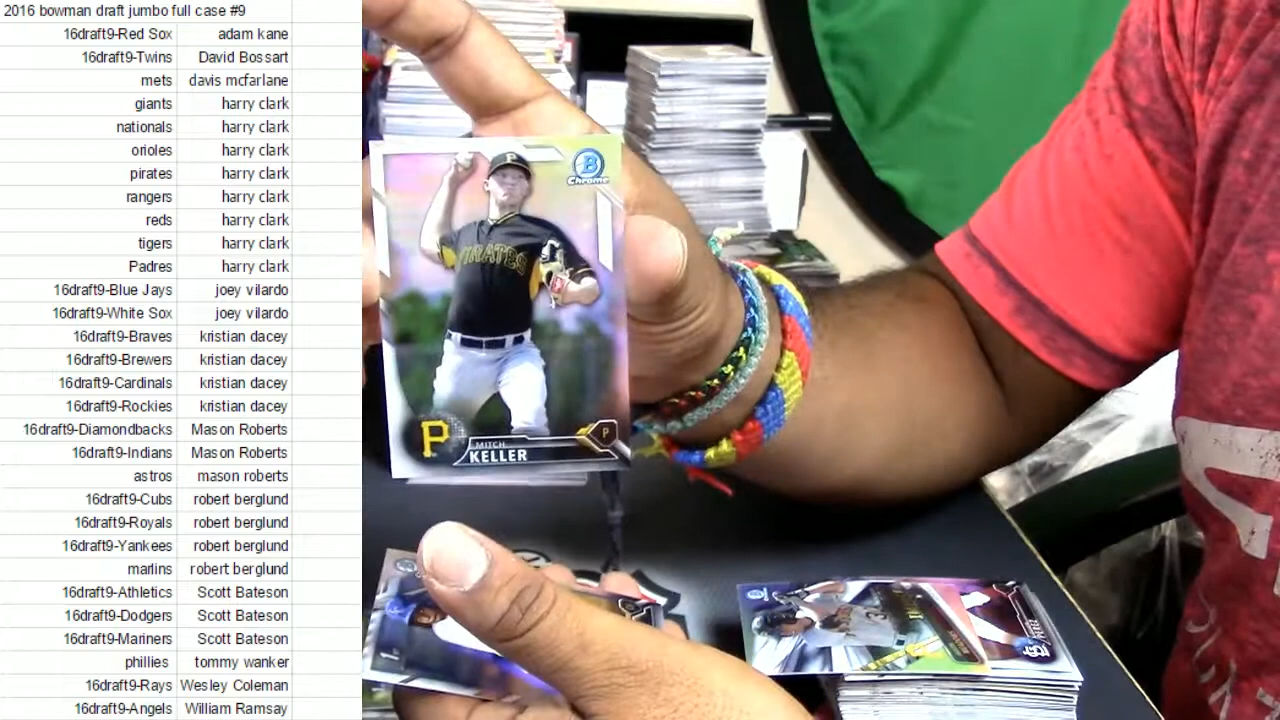 2016 bowman draft jumbo full case #9
16draft9-Red Sox adam kane
16draft9-Twins David Bossart
mets davis mcfarlane
giants harry clark
nationals harry clark
orioles harry clark
pirates harry clark
rangers harry clark
reds harry clark
tigers harry clark
Padres harry clark
16draft9-Blue Jays joey vilardo
16draft9-White Sox joey vilardo
16draft9-Braves kristian dacey
16draft9-Brewers kristian dacey
16draft9-Cardinals kristian dacey
16draft9-Rockies kristian dacey
16draft9-Diamondbacks Mason Roberts
16draft9-Indians Mason Roberts
astros mason roberts
16draft9-Cubs robert berglund
16draft9-Royals robert berglund
16draft9-Yankees robert berglund
marlins robert berglund
16draft9-Athletics Scott Bateson
16draft9-Dodgers Scott Bateson
16draft9-Mariners Scott Bateson
phillies tommy wanker
16draft9-Rays Wesley Coleman
16draft9-Angels William Ramsay
B
Chrome
P
PIRATES
P
MITCH
KELLER
P